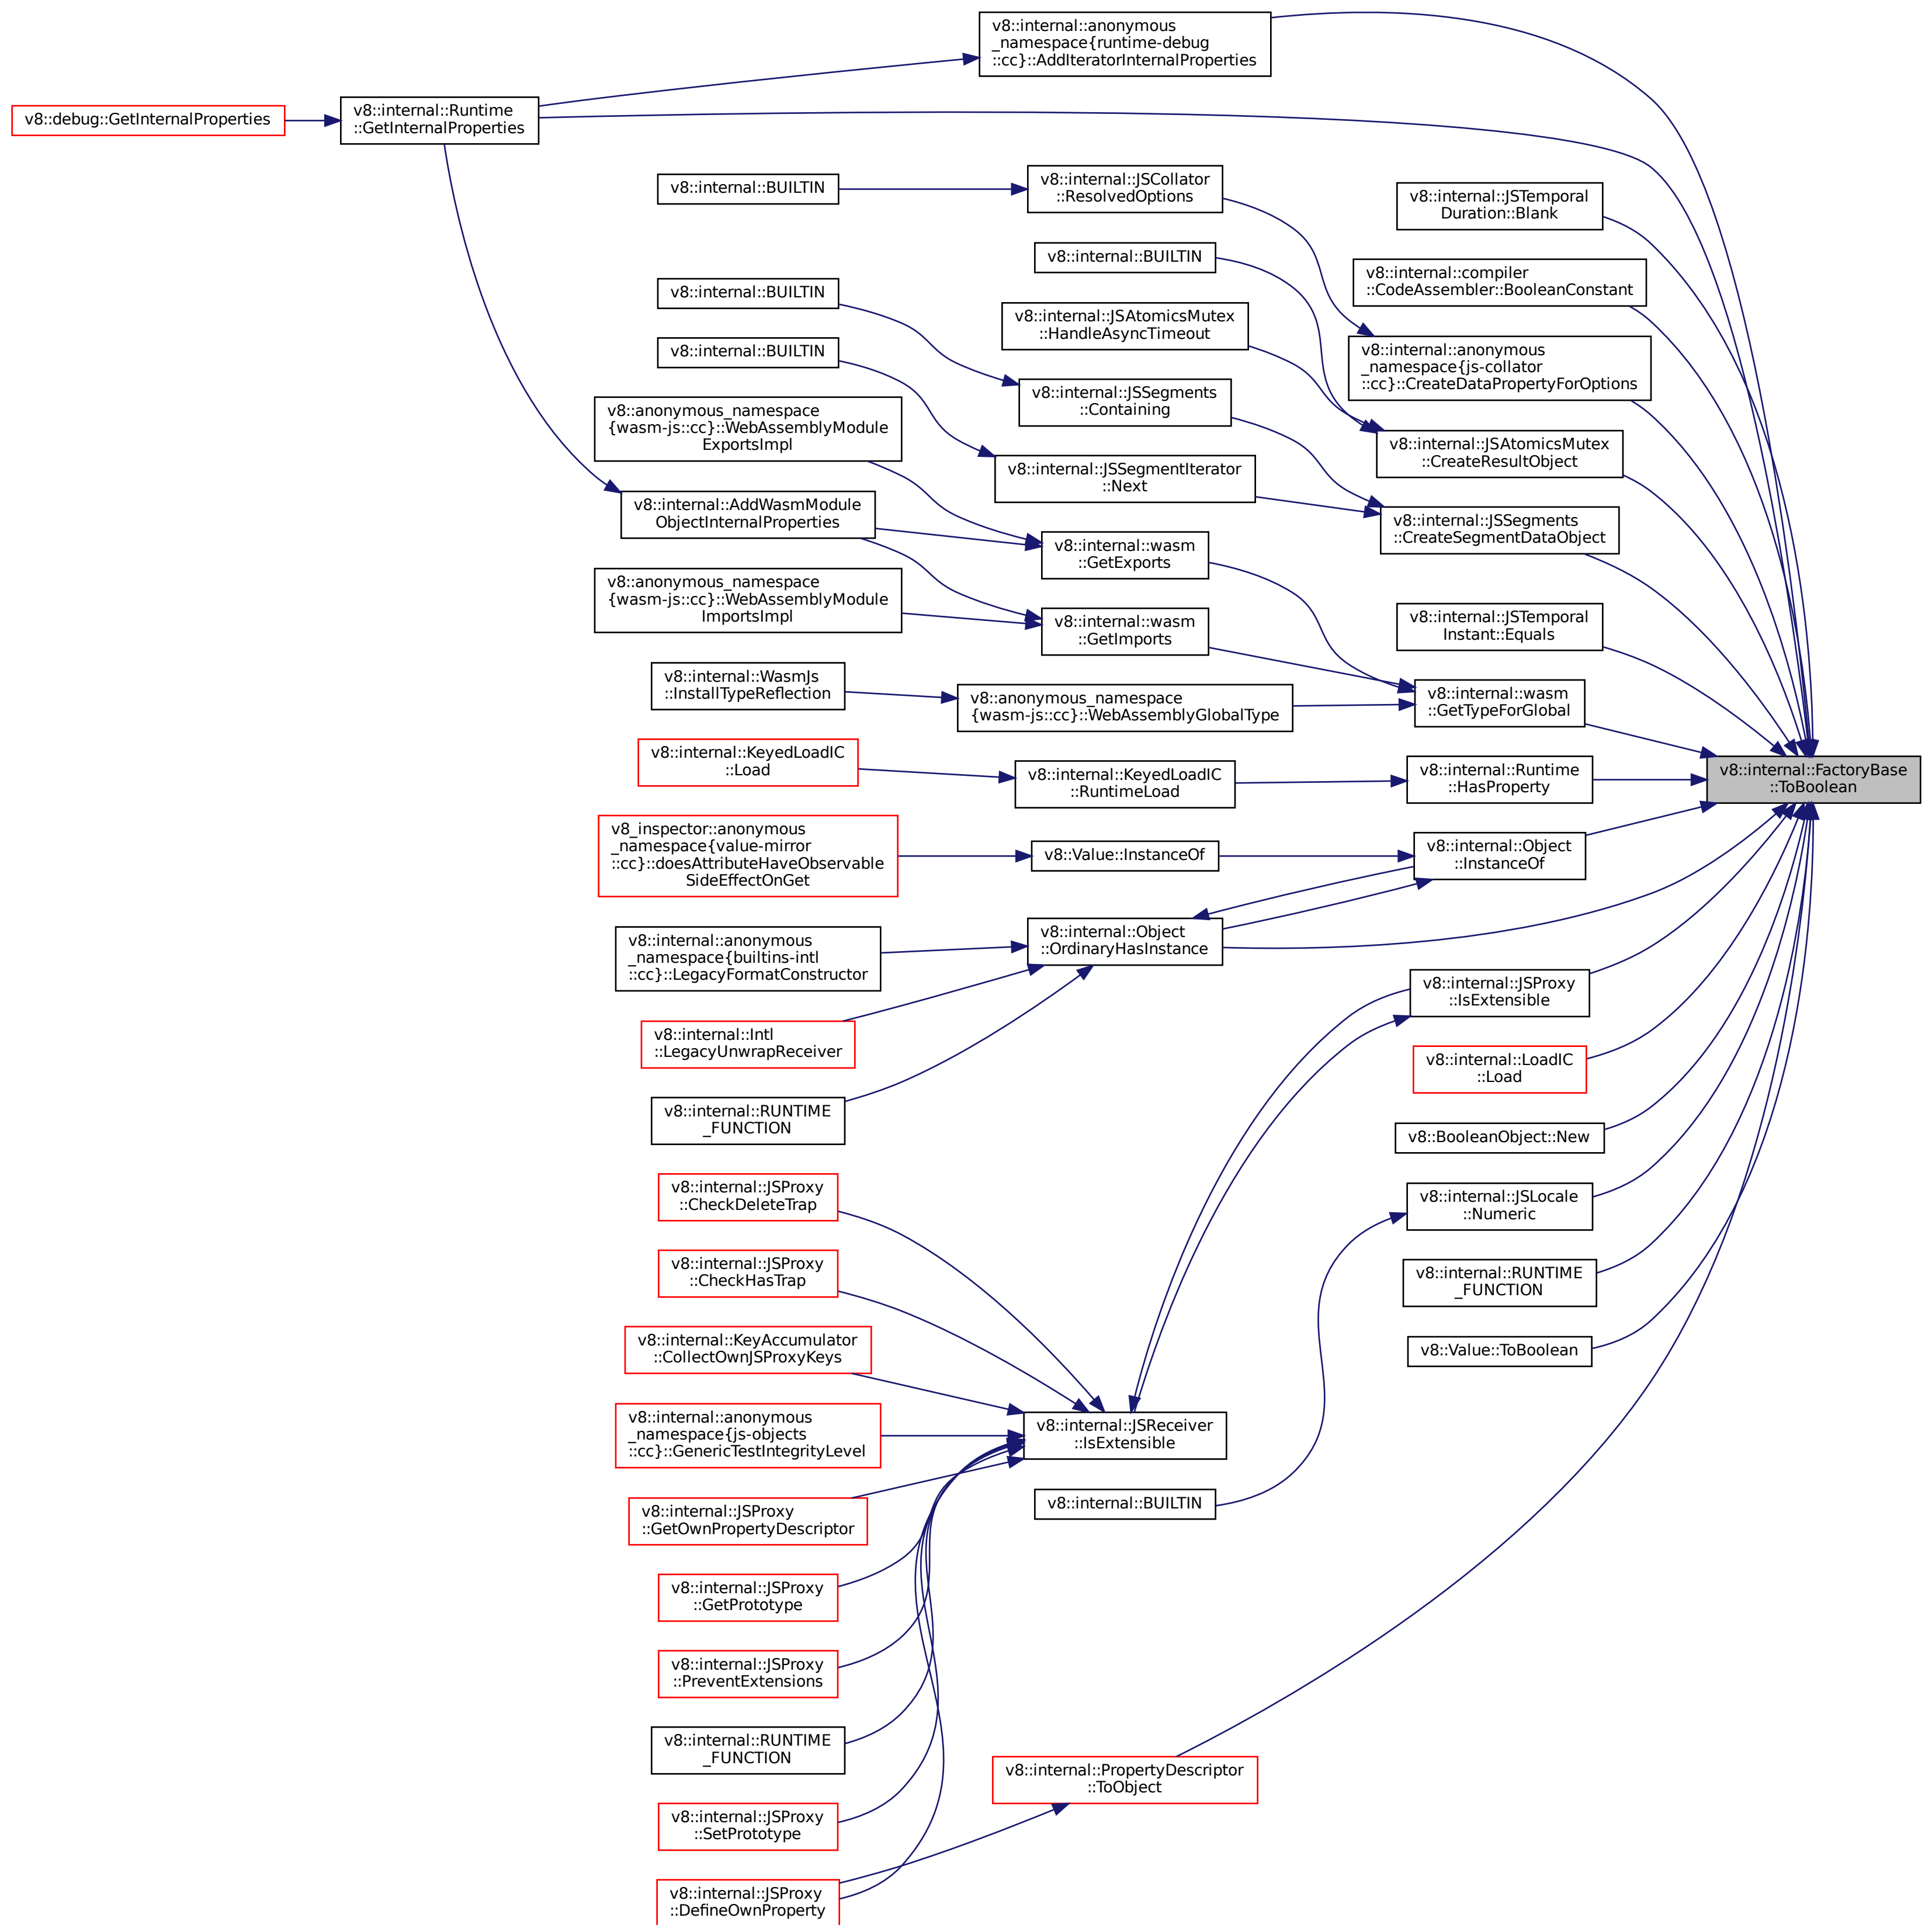 v8::internal::anonymous
_namespace{runtime-debug
::cc}::AddIteratorInternalProperties
v8::debug::GetInternalProperties
v8::internal::Runtime
::GetInternalProperties
v8::internal::BUILTIN
v8::internal::JSCollator
::ResolvedOptions
v8::internal::JSTemporal
Duration::Blank
v8::internal::BUILTIN
v8::internal::compiler
::CodeAssembler::BooleanConstant
v8::internal::BUILTIN
v8::internal::JSAtomicsMutex
::HandleAsyncTimeout
v8::internal::BUILTIN
v8::internal::anonymous
_namespace{js-collator
::cc}::CreateDataPropertyForOptions
v8::internal::JSSegments
::Containing
v8::anonymous_namespace
{wasm-js::cc}::WebAssemblyModule
ExportsImpl
v8::internal::JSAtomicsMutex
::CreateResultObject
v8::internal::JSSegmentIterator
::Next
v8::internal::AddWasmModule
ObjectInternalProperties
v8::internal::JSSegments
::CreateSegmentDataObject
v8::internal::wasm
::GetExports
v8::anonymous_namespace
{wasm-js::cc}::WebAssemblyModule
ImportsImpl
v8::internal::wasm
::GetImports
v8::internal::JSTemporal
Instant::Equals
v8::internal::WasmJs
::InstallTypeReflection
v8::anonymous_namespace
{wasm-js::cc}::WebAssemblyGlobalType
v8::internal::wasm
::GetTypeForGlobal
v8::internal::KeyedLoadIC
::Load
v8::internal::KeyedLoadIC
::RuntimeLoad
v8::internal::Runtime
::HasProperty
v8::internal::FactoryBase
::ToBoolean
v8_inspector::anonymous
_namespace{value-mirror
::cc}::doesAttributeHaveObservable
SideEffectOnGet
v8::Value::InstanceOf
v8::internal::Object
::InstanceOf
v8::internal::anonymous
_namespace{builtins-intl
::cc}::LegacyFormatConstructor
v8::internal::Object
::OrdinaryHasInstance
v8::internal::JSProxy
::IsExtensible
v8::internal::Intl
::LegacyUnwrapReceiver
v8::internal::LoadIC
::Load
v8::internal::RUNTIME
_FUNCTION
v8::BooleanObject::New
v8::internal::JSProxy
::CheckDeleteTrap
v8::internal::JSLocale
::Numeric
v8::internal::JSProxy
::CheckHasTrap
v8::internal::RUNTIME
_FUNCTION
v8::internal::KeyAccumulator
::CollectOwnJSProxyKeys
v8::Value::ToBoolean
v8::internal::anonymous
_namespace{js-objects
::cc}::GenericTestIntegrityLevel
v8::internal::JSReceiver
::IsExtensible
v8::internal::JSProxy
::GetOwnPropertyDescriptor
v8::internal::BUILTIN
v8::internal::JSProxy
::GetPrototype
v8::internal::JSProxy
::PreventExtensions
v8::internal::RUNTIME
_FUNCTION
v8::internal::PropertyDescriptor
::ToObject
v8::internal::JSProxy
::SetPrototype
v8::internal::JSProxy
::DefineOwnProperty